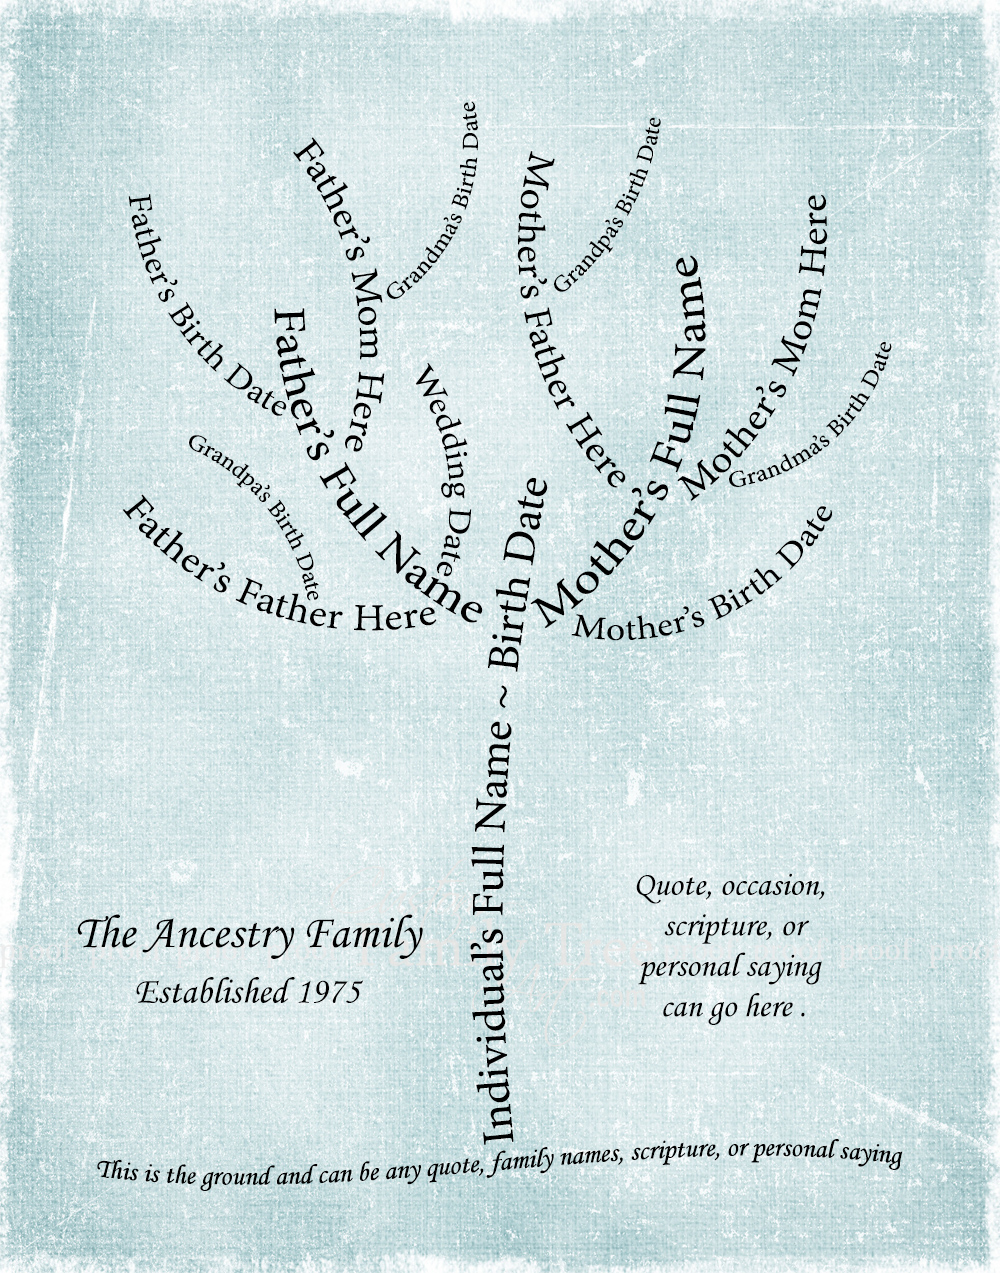 Grandma's Birth Date
Grandpa's Birth Date
Father's Mom Here
Mother's Father Here
Father's Birth Date
Mother's Mom Here
Mother's Full Name
Father's Full Name
Grandma's Birth Date
Wedding Date
Grandpa's Birth Date
Father's Father Here
Mother's Birth Date
Individual's Full Name ~ Birth Date
The Ancestry Family
Established 1975
Quote, occasion,
scripture, or
personal saying
can go here .
This is the ground and can be any quote, family names, scripture, or personal saying